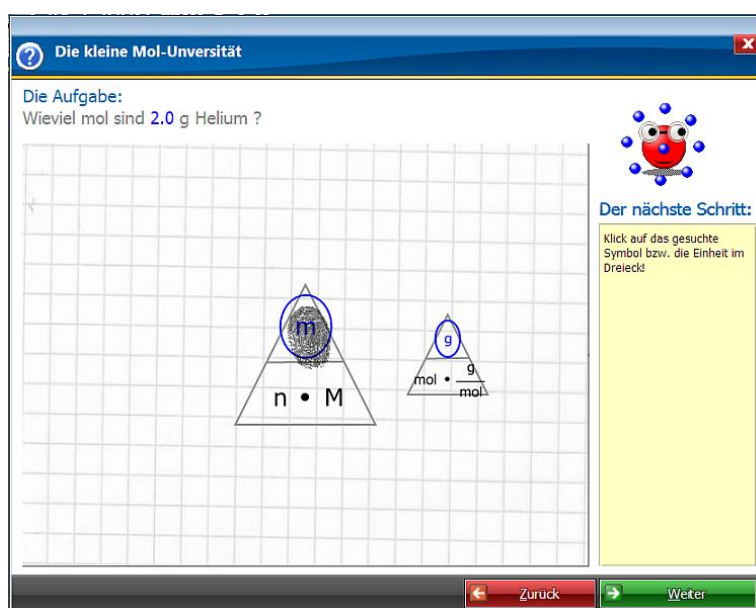 Die kleine Mol-Unversität
Die Aufgabe:
Wieviel mol sind 2.0 g Helium ?
Der nächste Schritt:
Klick auf das gesuchte
Symbol bzw. die Einheit im
Dreieck!
m
n • M
g
mol • g/mol
Zurück
Weiter